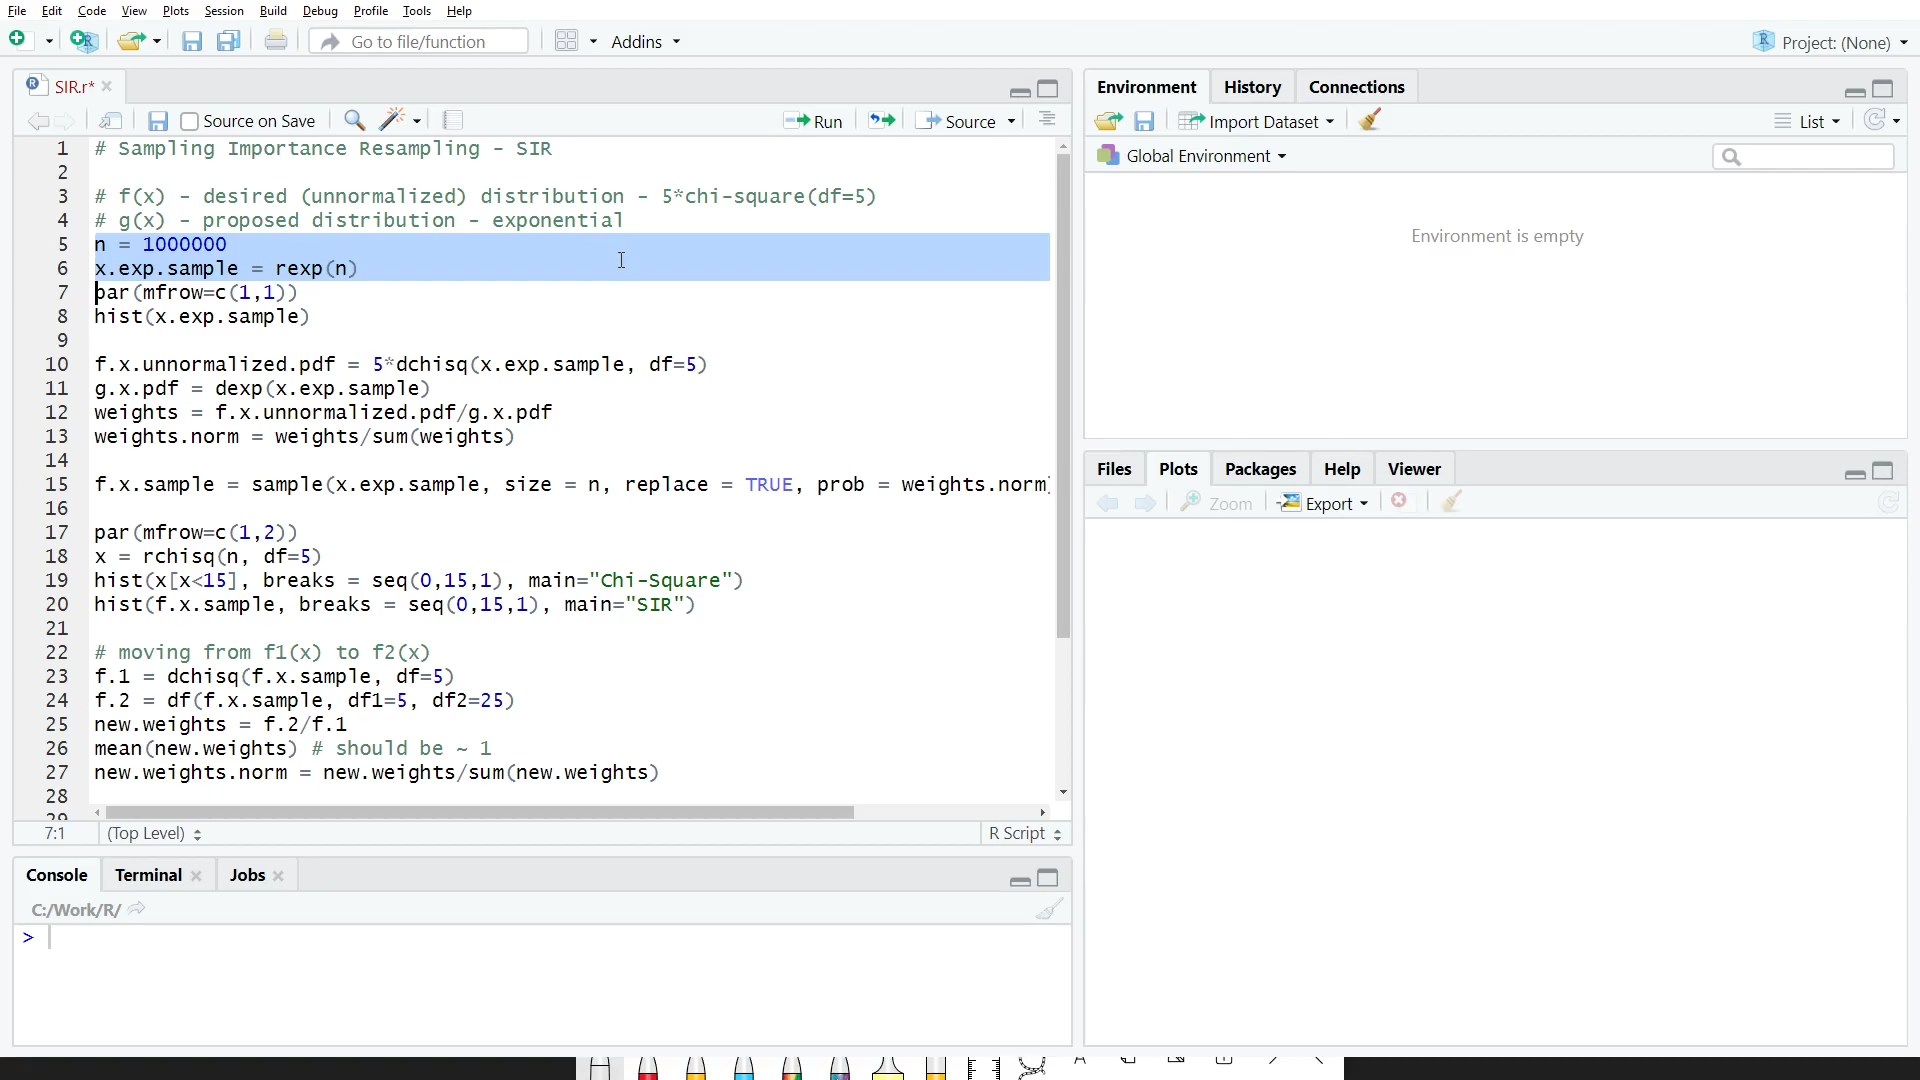 File Edit Code View Plots Session Build Debug Profile Tools Help
Go to file/function Addins Project: (None)
SIR.r*
Source on Save Run Source
1 # Sampling Importance Resampling - SIR
2
3 # f(x) - desired (unnormalized) distribution - 5*chi-square(df=5)
4 # g(x) - proposed distribution - exponential
5 n = 1000000
6 x.exp.sample = rexp(n)
7 par(mfrow=c(1,1))
8 hist(x.exp.sample)
9
10 f.x.unnormalized.pdf = 5*dchisq(x.exp.sample, df=5)
11 g.x.pdf = dexp(x.exp.sample)
12 weights = f.x.unnormalized.pdf/g.x.pdf
13 weights.norm = weights/sum(weights)
14
15 f.x.sample = sample(x.exp.sample, size = n, replace = TRUE, prob = weights.norm)
16
17 par(mfrow=c(1,2))
18 x = rchisq(n, df=5)
19 hist(x[x<15], breaks = seq(0,15,1), main="Chi-Square")
20 hist(f.x.sample, breaks = seq(0,15,1), main="SIR")
21
22 # moving from f1(x) to f2(x)
23 f.1 = dchisq(f.x.sample, df=5)
24 f.2 = df(f.x.sample, df1=5, df2=25)
25 new.weights = f.2/f.1
26 mean(new.weights) # should be ~ 1
27 new.weights.norm = new.weights/sum(new.weights)
28
29
7:1 (Top Level) R Script
Console Terminal Jobs
C:/Work/R/
>
Environment History Connections
Import Dataset List
Global Environment
Environment is empty
Files Plots Packages Help Viewer
Zoom Export